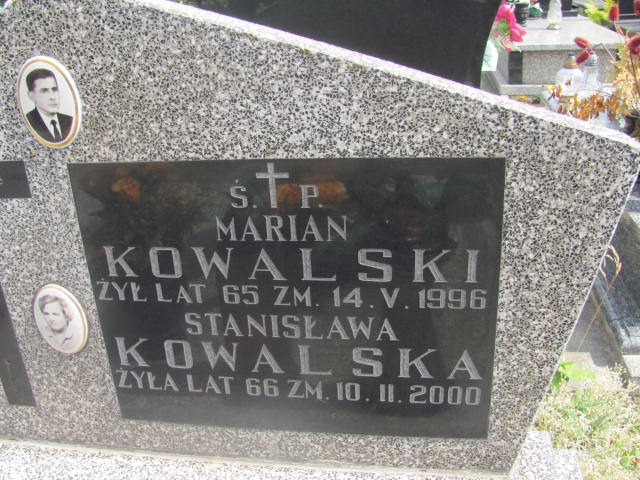 Ś. P.
MARIAN
KOWALSKI
ŻYŁ LAT 65 ZM. 14. V. 1996
STANISŁAWA
KOWALSKA
ŻYŁA LAT 66 ZM. 10. II. 2000